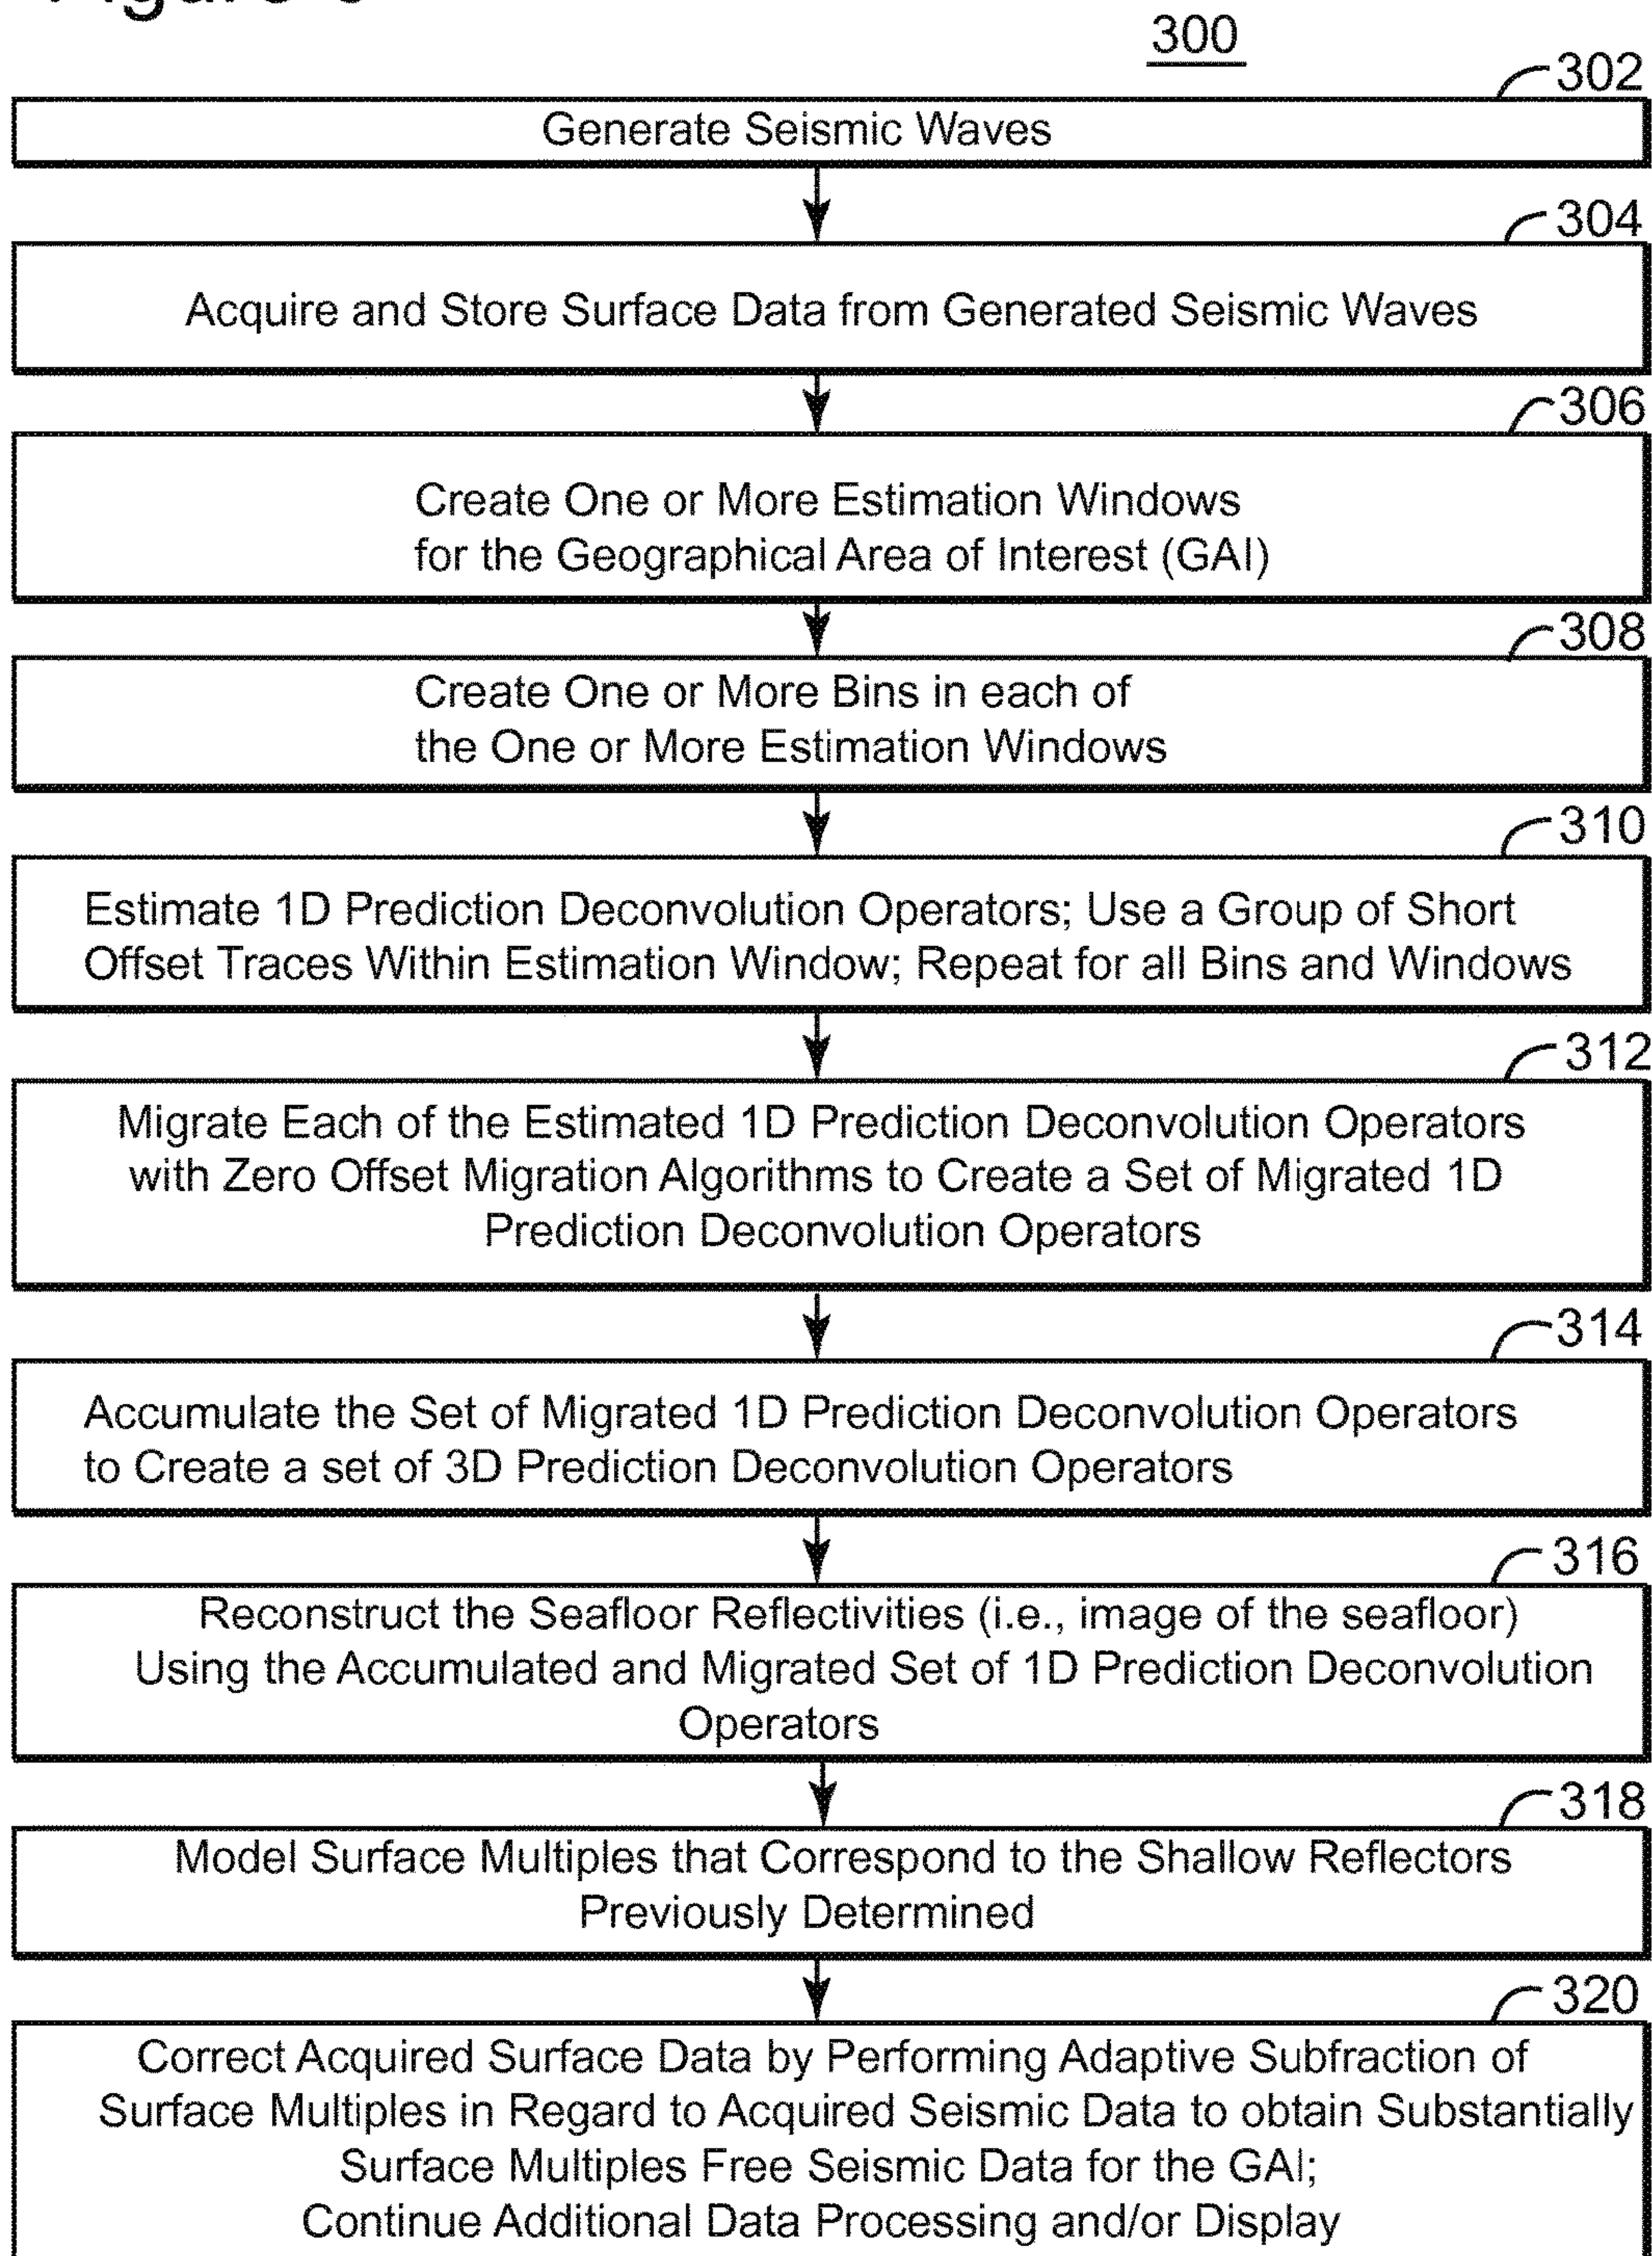 300
302
Generate Seismic Waves
304
Acquire and Store Surface Data from Generated Seismic Waves
306
Create One or More Estimation Windows
for the Geographical Area of Interest (GAI)
308
Create One or More Bins in each of
the One or More Estimation Windows
310
Estimate 1D Prediction Deconvolution Operators; Use a Group of Short
Offset Traces Within Estimation Window; Repeat for all Bins and Windows
312
Migrate Each of the Estimated 1D Prediction Deconvolution Operators
with Zero Offset Migration Algorithms to Create a Set of Migrated 1D
Prediction Deconvolution Operators
314
Accumulate the Set of Migrated 1D Prediction Deconvolution Operators
to Create a set of 3D Prediction Deconvolution Operators
316
Reconstruct the Seafloor Reflectivities (i.e., image of the seafloor)
Using the Accumulated and Migrated Set of 1D Prediction Deconvolution
Operators
318
Model Surface Multiples that Correspond to the Shallow Reflectors
Previously Determined
320
Correct Acquired Surface Data by Performing Adaptive Subfraction of
Surface Multiples in Regard to Acquired Seismic Data to obtain Substantially
Surface Multiples Free Seismic Data for the GAI;
Continue Additional Data Processing and/or Display